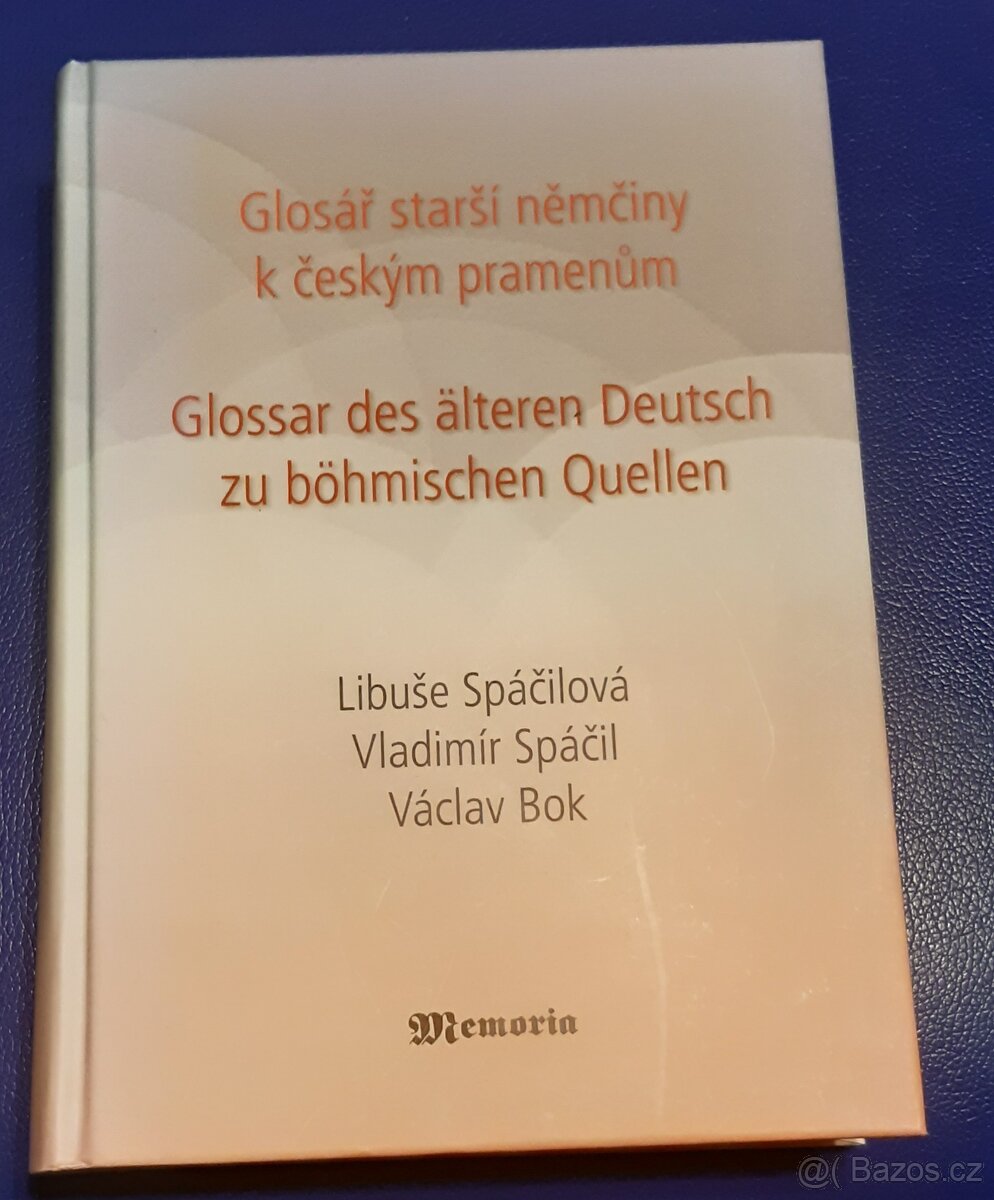 Glosář starší němčiny
k českým pramenům
Glossar des älteren Deutsch
zu böhmischen Quellen
Libuše Spáčilová
Vladimír Spáčil
Václav Bok
Memoria
@( Bazos.cz